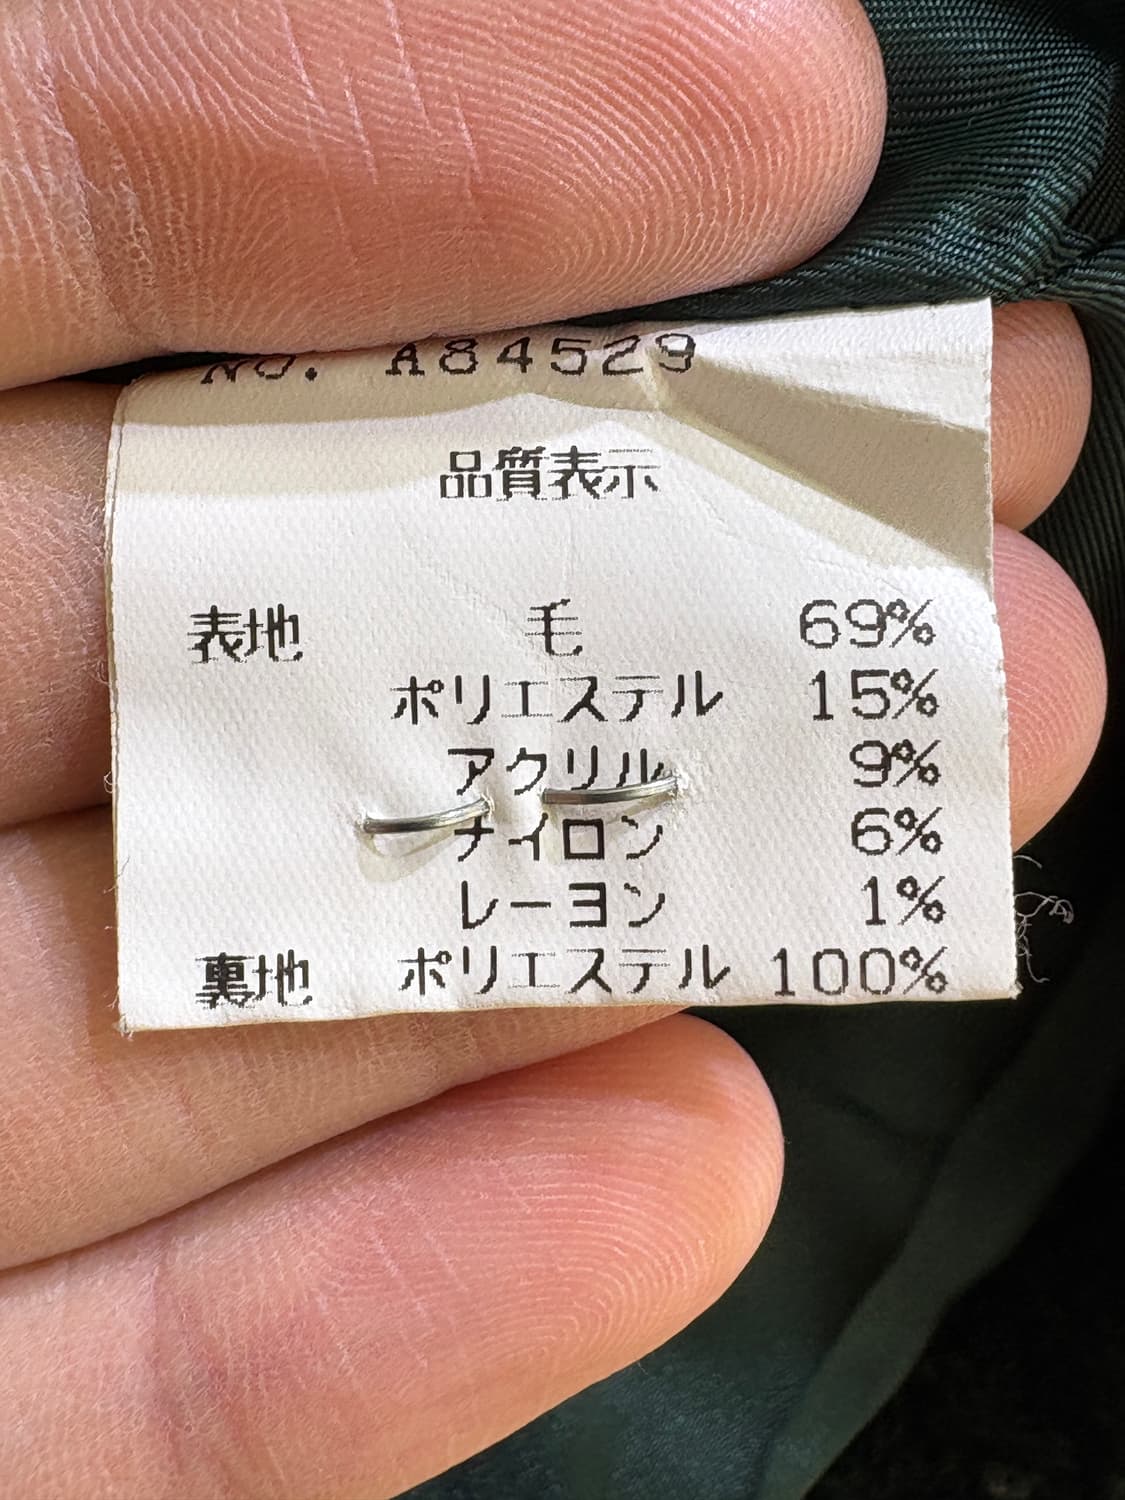 No. A84529
品質表示
表地 毛 69%
ポリエステル 15%
アクリル 9%
ナイロン 6%
レーヨン 1%
裏地 ポリエステル 100%